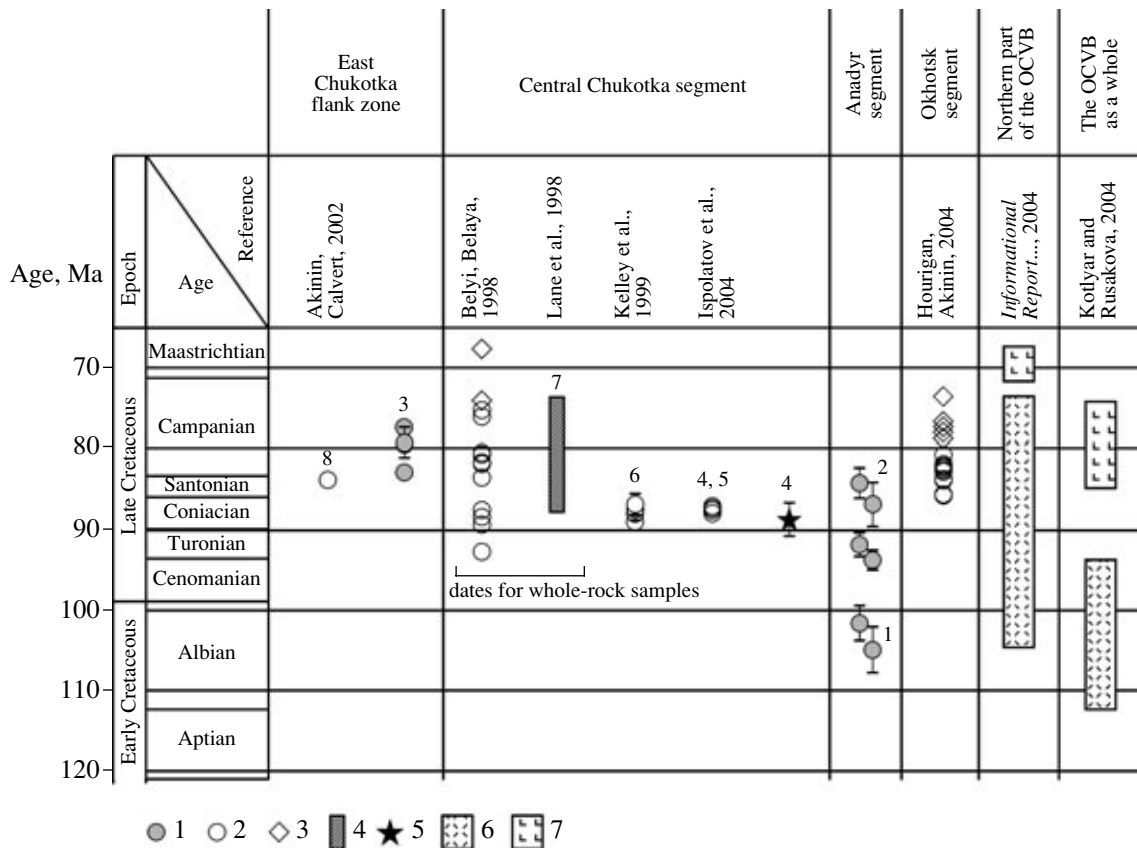 East
Chukotka
flank zone
Central Chukotka segment
Anadyr
segment
Okhotsk
segment
Northern part
of the OCVB
The OCVB
as a whole
Age, Ma
Epoch
Age
Reference
Akinin,
Calvert, 2002
Belyi, Belaya,
1998
Lane et al., 1998
Kelley et al.,
1999
Ispolatov et al.,
2004
Hourigan,
Akinin, 2004
Informational
Report..., 2004
Kotlyar and
Rusakova, 2004
Late Cretaceous
Early Cretaceous
Maastrichtian
Campanian
Santonian
Coniacian
Turonian
Cenomanian
Albian
Aptian
70
80
90
100
110
120
8
3
7
6
4, 5
4
2
1
dates for whole-rock samples
1 2 3 4 5 6 7